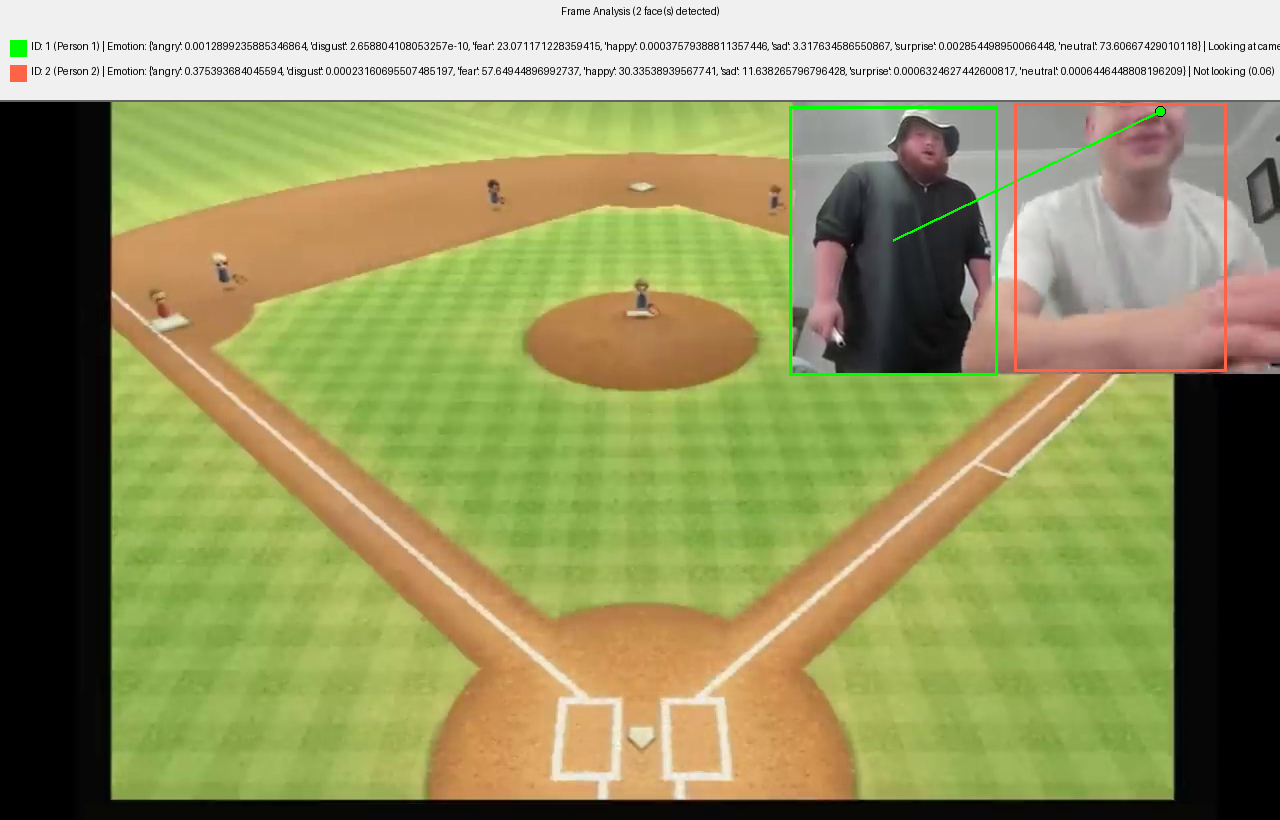 Frame Analysis (2 face(s) detected)
ID: 1 (Person 1) | Emotion: {'angry': 0.0012899235885346864, 'disgust': 2.658804108053257e-10, 'fear': 23.071171228359415, 'happy': 0.00037579388811357446, 'sad': 3.317634586550867, 'surprise': 0.002854498950066448, 'neutral': 73.60667429010118} | Looking at came
ID: 2 (Person 2) | Emotion: {'angry': 0.375393684045594, 'disgust': 0.00023160695507485197, 'fear': 57.64944896992737, 'happy': 30.33538939567741, 'sad': 11.638265796796428, 'surprise': 0.0006324627442600817, 'neutral': 0.0006446448808196209} | Not looking (0.06)